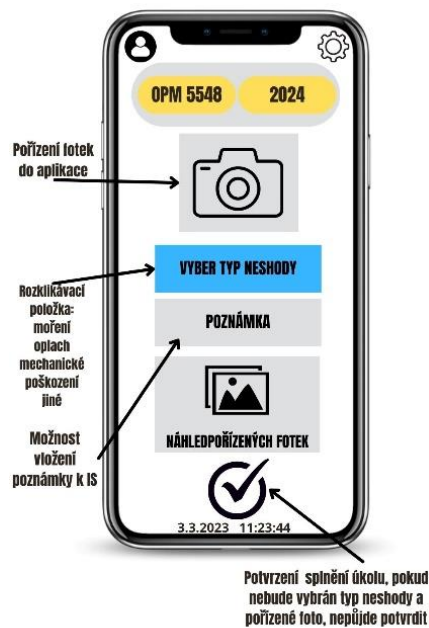 OPM 5548 2024
Pořízení fotek
do aplikace
VYBER TYP NESHODY
Rozklikávací
položka:
moření
oplach
mechanické
poškození
jiné
POZNÁMKA
NÁHLEDPOŘÍZENÝCH FOTEK
Možnost
vložení
poznámky k IS
3.3.2023 11:23:44
Potvrzení splnění úkolu, pokud
nebude vybrán typ neshody a
pořízené foto, nepůjde potvrdit